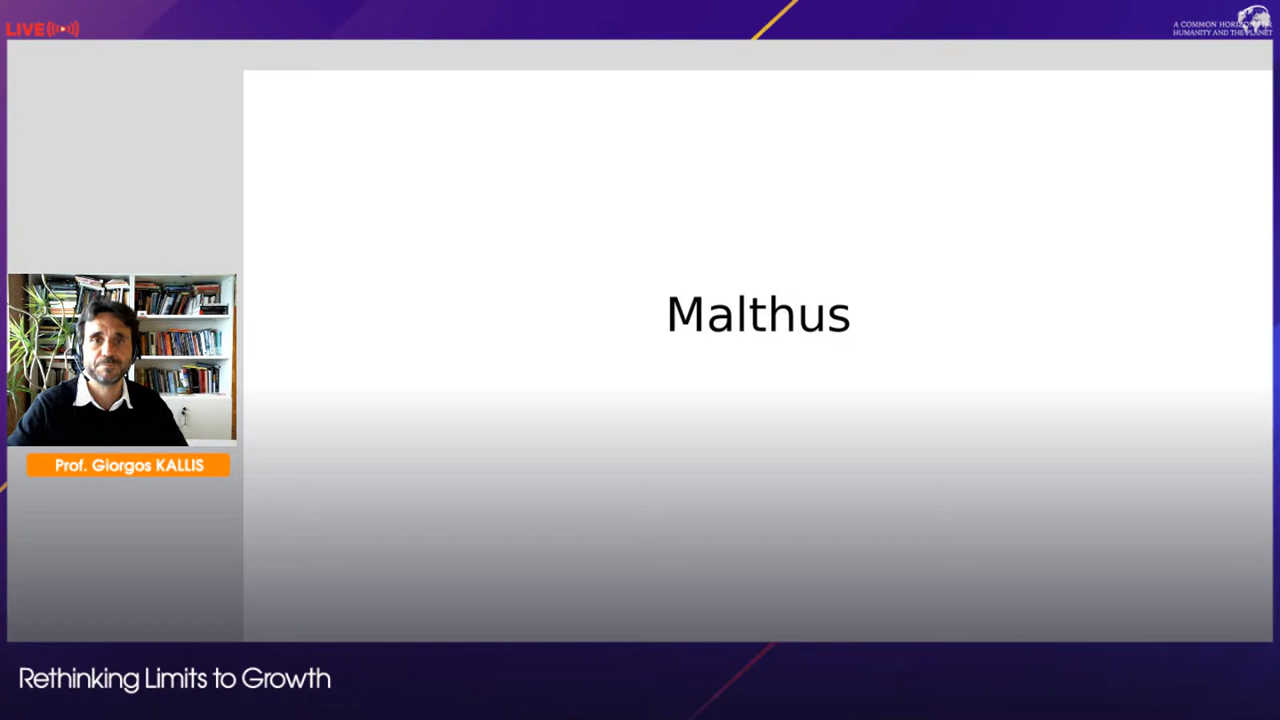 LIVE
A COMMON HORIZON FOR
HUMANITY AND THE PLANET
Malthus
Prof. Giorgos KALLIS
Rethinking Limits to Growth